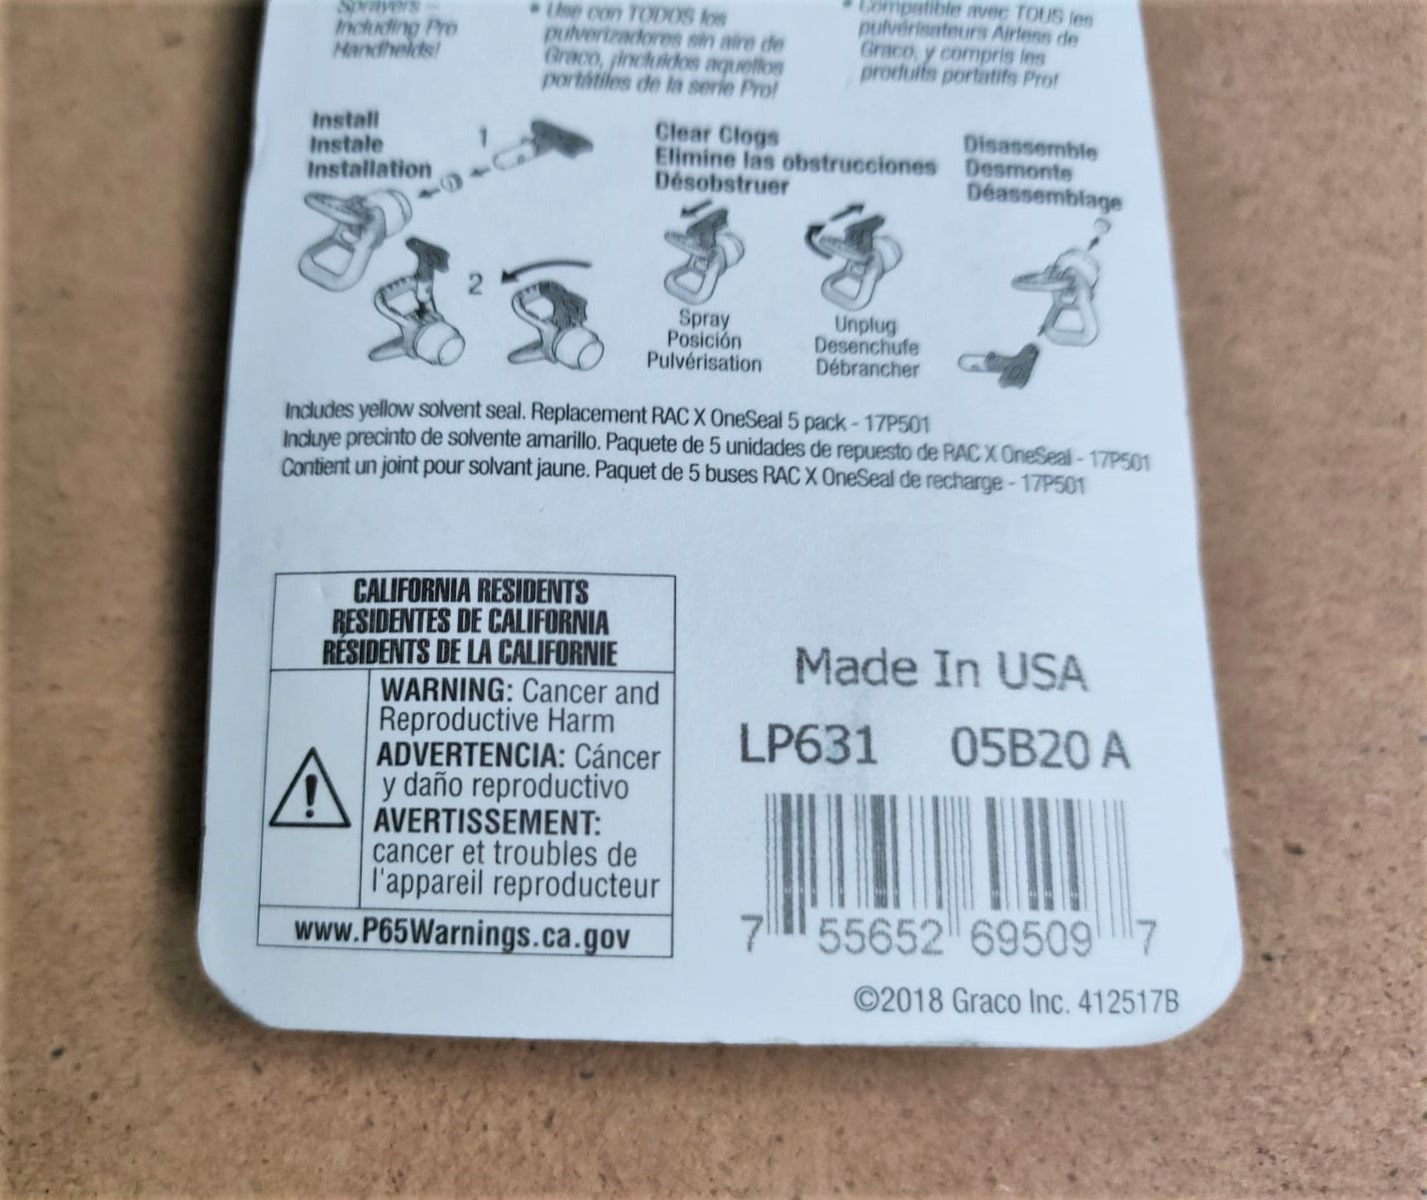 Sprayers –
Including Pro
Handhelds!
• Use con TODOS los
pulverizadores sin aire de
Graco, ¡incluidos aquellos
portátiles de la serie Pro!
• Compatible avec TOUS les
pulvérisateurs Airless de
Graco, y compris les
produits portatifs Pro!
Install
Instale
Installation
1
2
Clear Clogs
Elimine las obstrucciones
Désobstruer
Spray
Posición
Pulvérisation
Unplug
Desenchufe
Débrancher
Disassemble
Desmonte
Déassemblage
Includes yellow solvent seal. Replacement RAC X OneSeal 5 pack - 17P501
Incluye precinto de solvente amarillo. Paquete de 5 unidades de repuesto de RAC X OneSeal - 17P501
Contient un joint pour solvant jaune. Paquet de 5 buses RAC X OneSeal de recharge - 17P501
CALIFORNIA RESIDENTS
RESIDENTES DE CALIFORNIA
RÉSIDENTS DE LA CALIFORNIE
WARNING: Cancer and
Reproductive Harm
ADVERTENCIA: Cáncer
y daño reproductivo
AVERTISSEMENT:
cancer et troubles de
l'appareil reproducteur
www.P65Warnings.ca.gov
Made In USA
LP631 05B20 A
7 55652 69509 7
©2018 Graco Inc. 412517B